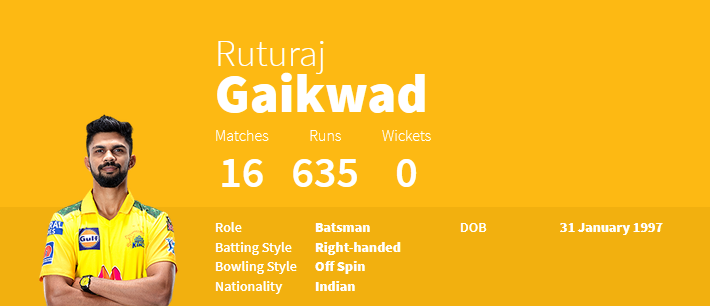 Ruturaj
Gaikwad
Matches Runs Wickets
16 635 0
Role Batsman DOB 31 January 1997
Batting Style Right-handed
Bowling Style Off Spin
Nationality Indian
Gulf